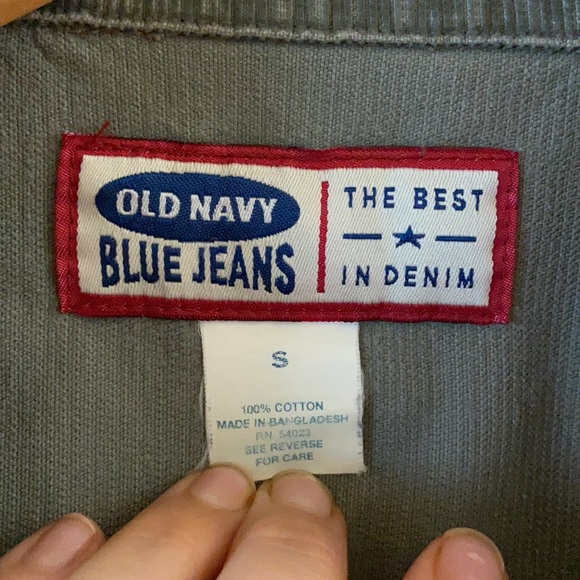 OLD NAVY
BLUE JEANS
THE BEST
IN DENIM
S
100% COTTON
MADE IN BANGLADESH
RN 54023
SEE REVERSE
FOR CARE